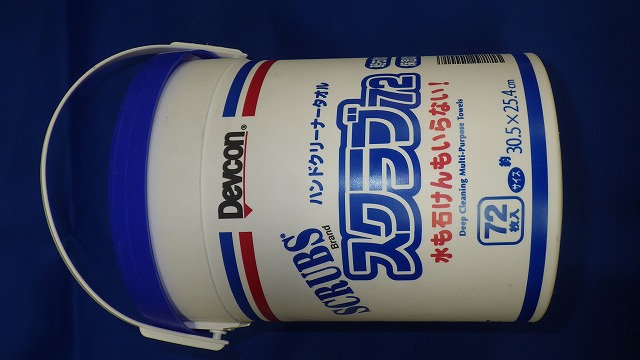 Devcon®
SCRUBS®
Brand
ハンドクリーナータオル
スクラブ72
水も石けんもいらない!
Deep Cleaning Multi-Purpose Towels
72
枚入
サイズ
約
30.5×25.4cm